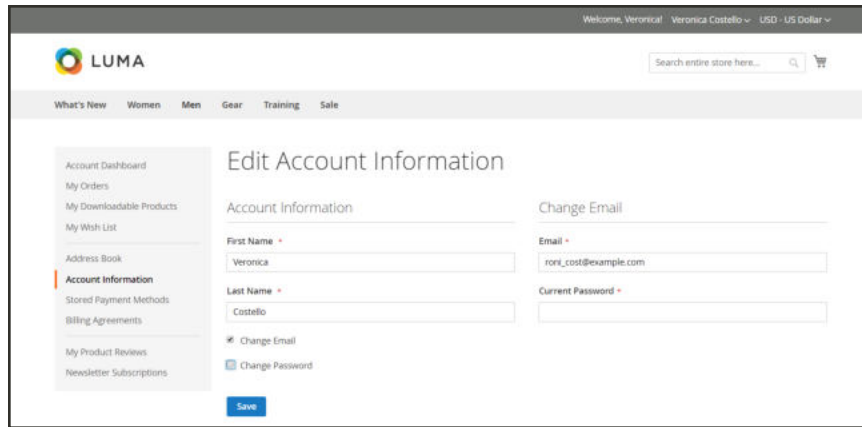 Welcome, Veronica! Veronica Costello USD - US Dollar
LUMA
Search entire store here...
What's New Women Men Gear Training Sale
Account Dashboard
My Orders
My Downloadable Products
My Wish List
Address Book
Account Information
Stored Payment Methods
Billing Agreements
My Product Reviews
Newsletter Subscriptions
Edit Account Information
Account Information
First Name *
Veronica
Last Name *
Costello
Change Email
Change Password
Save
Change Email
Email *
roni_cost@example.com
Current Password *